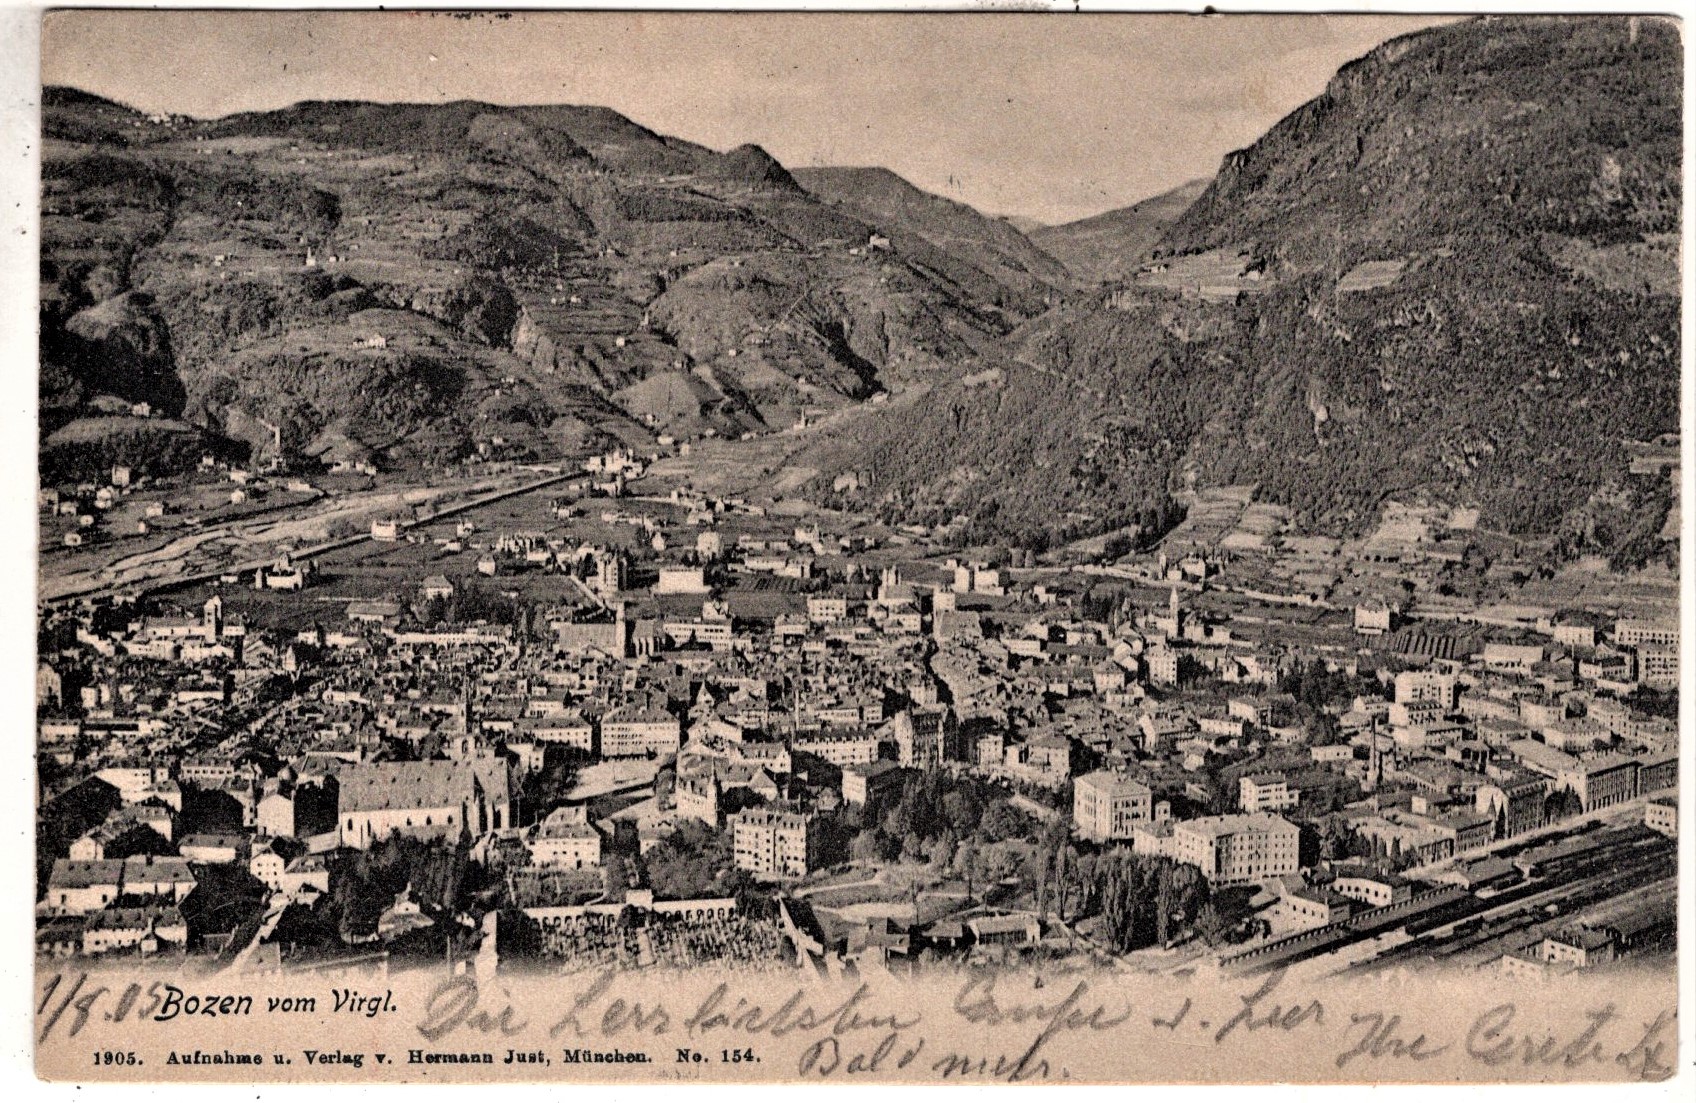 1/8.05 Bozen vom Virgl. Die herzlichsten Grüße v. hier
Ihre
1905. Aufnahme u. Verlag v. Hermann Just, München. No. 154.
Bald mehr.